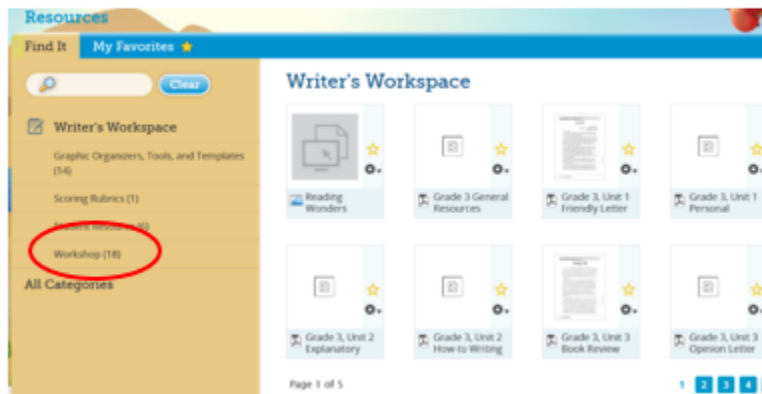 Resources
Find It
My Favorites
Clear
Writer's Workspace
Graphic Organizers, Tools, and Templates
(14)
Scoring Rubrics (1)
Student Resources (6)
Workshop (18)
All Categories
Writer's Workspace
Reading
Wonders
Grade 3 General
Resources
Grade 3, Unit 1
Friendly Letter
Grade 3, Unit 1
Personal
Grade 3, Unit 2
Explanatory
Grade 3, Unit 2
How-to Writing
Grade 3, Unit 3
Book Review
Grade 3, Unit 3
Opinion Letter
Page 1 of 5
1 2 3 4